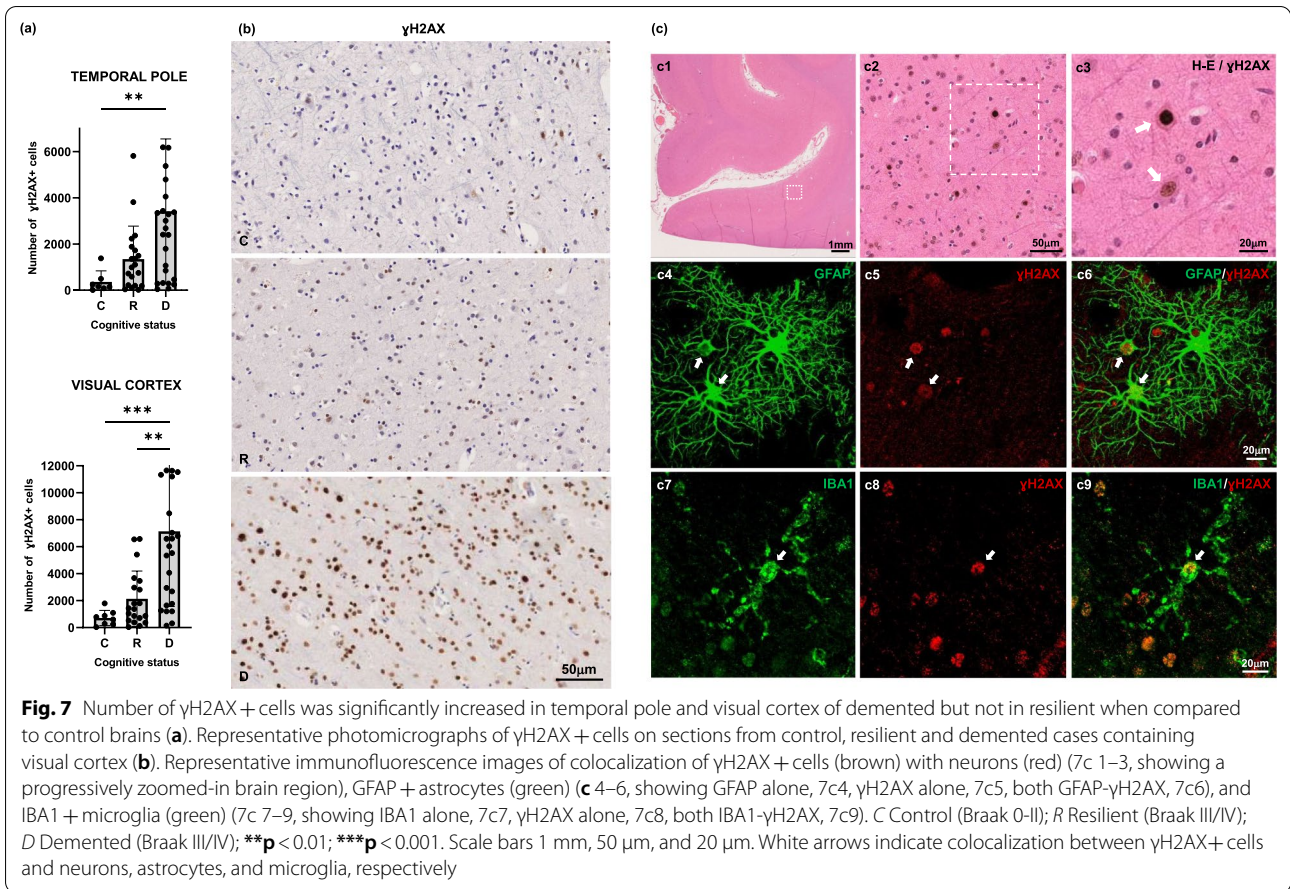 (a)
TEMPORAL POLE
**
Number of ɣH2AX+ cells
6000
4000
2000
0
C R D
Cognitive status
VISUAL CORTEX
***
**
Number of ɣH2AX+ cells
12000
10000
8000
6000
4000
2000
0
C R D
Cognitive status
(b)
ɣH2AX
C
R
D
50µm
(c)
c1
1mm
c2
50µm
c3
H-E / ɣH2AX
20µm
c4
GFAP
c5
ɣH2AX
c6
GFAP/ɣH2AX
20µm
c7
IBA1
c8
ɣH2AX
c9
IBA1/ɣH2AX
20µm
Fig. 7 Number of γH2AX + cells was significantly increased in temporal pole and visual cortex of demented but not in resilient when compared
to control brains (a). Representative photomicrographs of γH2AX + cells on sections from control, resilient and demented cases containing
visual cortex (b). Representative immunofluorescence images of colocalization of γH2AX + cells (brown) with neurons (red) (7c 1–3, showing a
progressively zoomed-in brain region), GFAP + astrocytes (green) (c 4–6, showing GFAP alone, 7c4, γH2AX alone, 7c5, both GFAP-γH2AX, 7c6), and
IBA1 + microglia (green) (7c 7–9, showing IBA1 alone, 7c7, γH2AX alone, 7c8, both IBA1-γH2AX, 7c9). C Control (Braak 0-II); R Resilient (Braak III/IV);
D Demented (Braak III/IV); **p < 0.01; ***p < 0.001. Scale bars 1 mm, 50 µm, and 20 µm. White arrows indicate colocalization between γH2AX+ cells
and neurons, astrocytes, and microglia, respectively